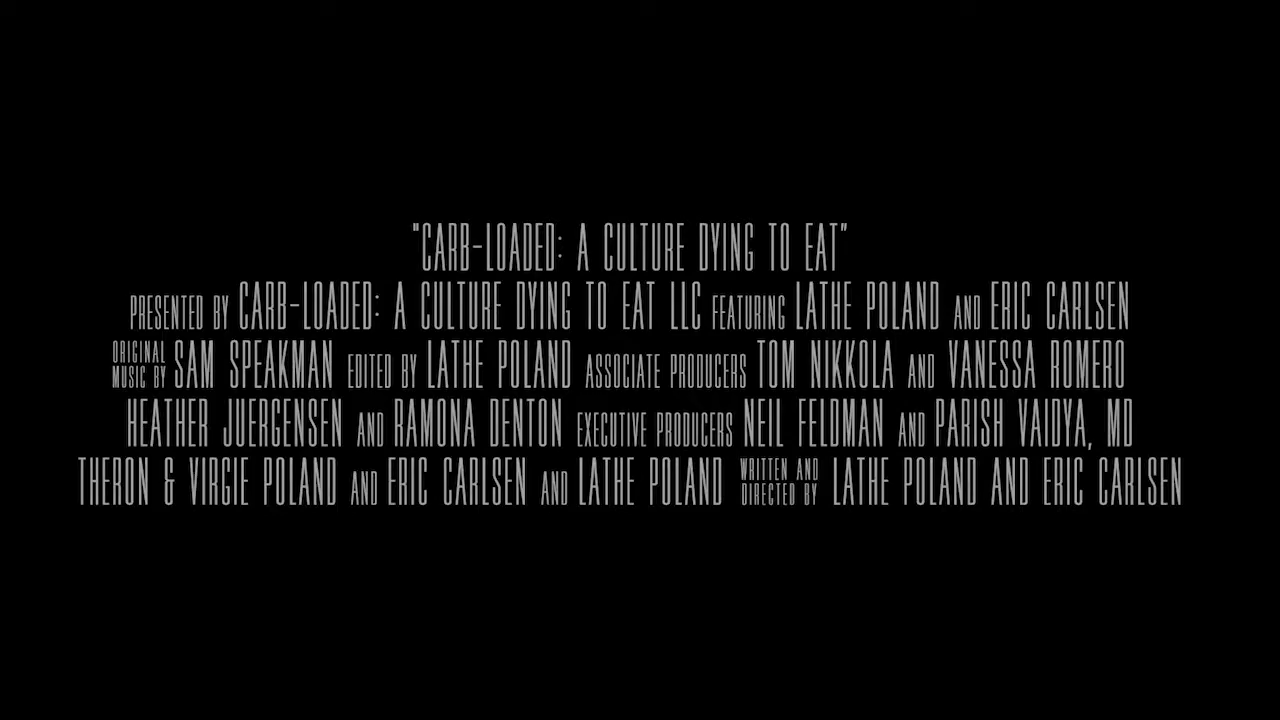 "CARB-LOADED: A CULTURE DYING TO EAT"
PRESENTED BY CARB-LOADED: A CULTURE DYING TO EAT LLC FEATURING LATHE POLAND AND ERIC CARLSEN
ORIGINAL MUSIC BY SAM SPEAKMAN EDITED BY LATHE POLAND ASSOCIATE PRODUCERS TOM NIKKOLA AND VANESSA ROMERO
HEATHER JUERGENSEN AND RAMONA DENTON EXECUTIVE PRODUCERS NEIL FELDMAN AND PARISH VAIDYA, MD
THERON & VIRGIE POLAND AND ERIC CARLSEN AND LATHE POLAND WRITTEN AND DIRECTED BY LATHE POLAND AND ERIC CARLSEN